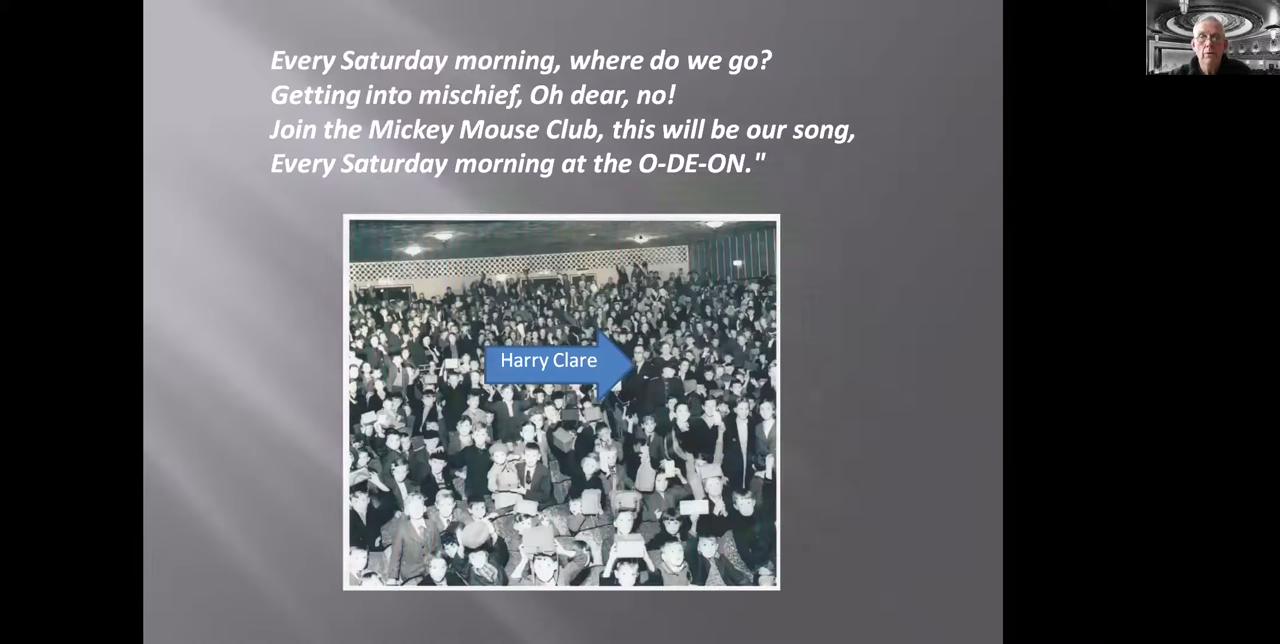 Every Saturday morning, where do we go?
Getting into mischief, Oh dear, no!
Join the Mickey Mouse Club, this will be our song,
Every Saturday morning at the O-DE-ON."
Harry Clare